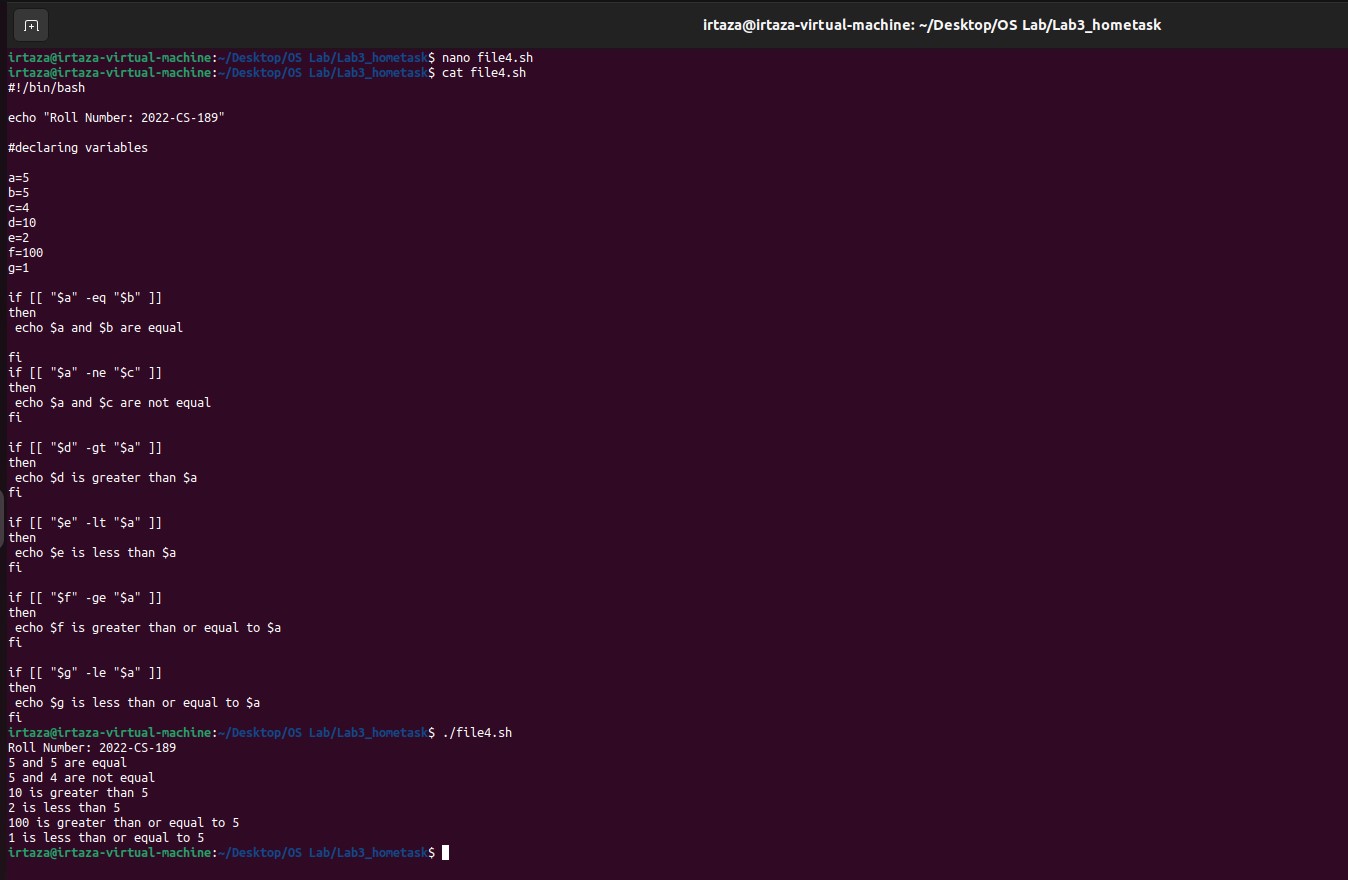 irtaza@irtaza-virtual-machine: ~/Desktop/OS Lab/Lab3_hometask
irtaza@irtaza-virtual-machine:~/Desktop/OS Lab/Lab3_hometask$ nano file4.sh
irtaza@irtaza-virtual-machine:~/Desktop/OS Lab/Lab3_hometask$ cat file4.sh
#!/bin/bash

echo "Roll Number: 2022-CS-189"

#declaring variables

a=5
b=5
c=4
d=10
e=2
f=100
g=1

if [[ "$a" -eq "$b" ]]
then
 echo $a and $b are equal

fi
if [[ "$a" -ne "$c" ]]
then
 echo $a and $c are not equal
fi

if [[ "$d" -gt "$a" ]]
then
 echo $d is greater than $a
fi

if [[ "$e" -lt "$a" ]]
then
 echo $e is less than $a
fi

if [[ "$f" -ge "$a" ]]
then
 echo $f is greater than or equal to $a
fi

if [[ "$g" -le "$a" ]]
then
 echo $g is less than or equal to $a
fi
irtaza@irtaza-virtual-machine:~/Desktop/OS Lab/Lab3_hometask$ ./file4.sh
Roll Number: 2022-CS-189
5 and 5 are equal
5 and 4 are not equal
10 is greater than 5
2 is less than 5
100 is greater than or equal to 5
1 is less than or equal to 5
irtaza@irtaza-virtual-machine:~/Desktop/OS Lab/Lab3_hometask$